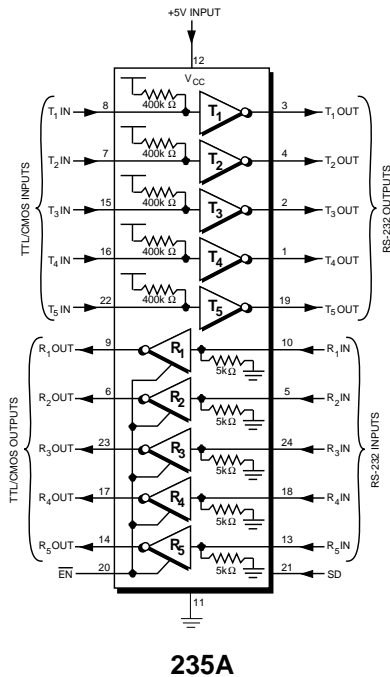 +5V INPUT
12
VCC
400k Ω
T1 IN 8 T1 3 T1 OUT
400k Ω
T2 IN 7 T2 4 T2 OUT
400k Ω
T3 IN 15 T3 2 T3 OUT
400k Ω
T4 IN 16 T4 1 T4 OUT
400k Ω
T5 IN 22 T5 19 T5 OUT
TTL/CMOS INPUTS
RS-232 OUTPUTS
R1 OUT 9 R1 10 R1 IN
5kΩ
R2 OUT 6 R2 5 R2 IN
5kΩ
R3 OUT 23 R3 24 R3 IN
5kΩ
R4 OUT 17 R4 18 R4 IN
5kΩ
R5 OUT 14 R5 13 R5 IN
5kΩ
TTL/CMOS OUTPUTS
RS-232 INPUTS
EN 20 21 SD
11
235A